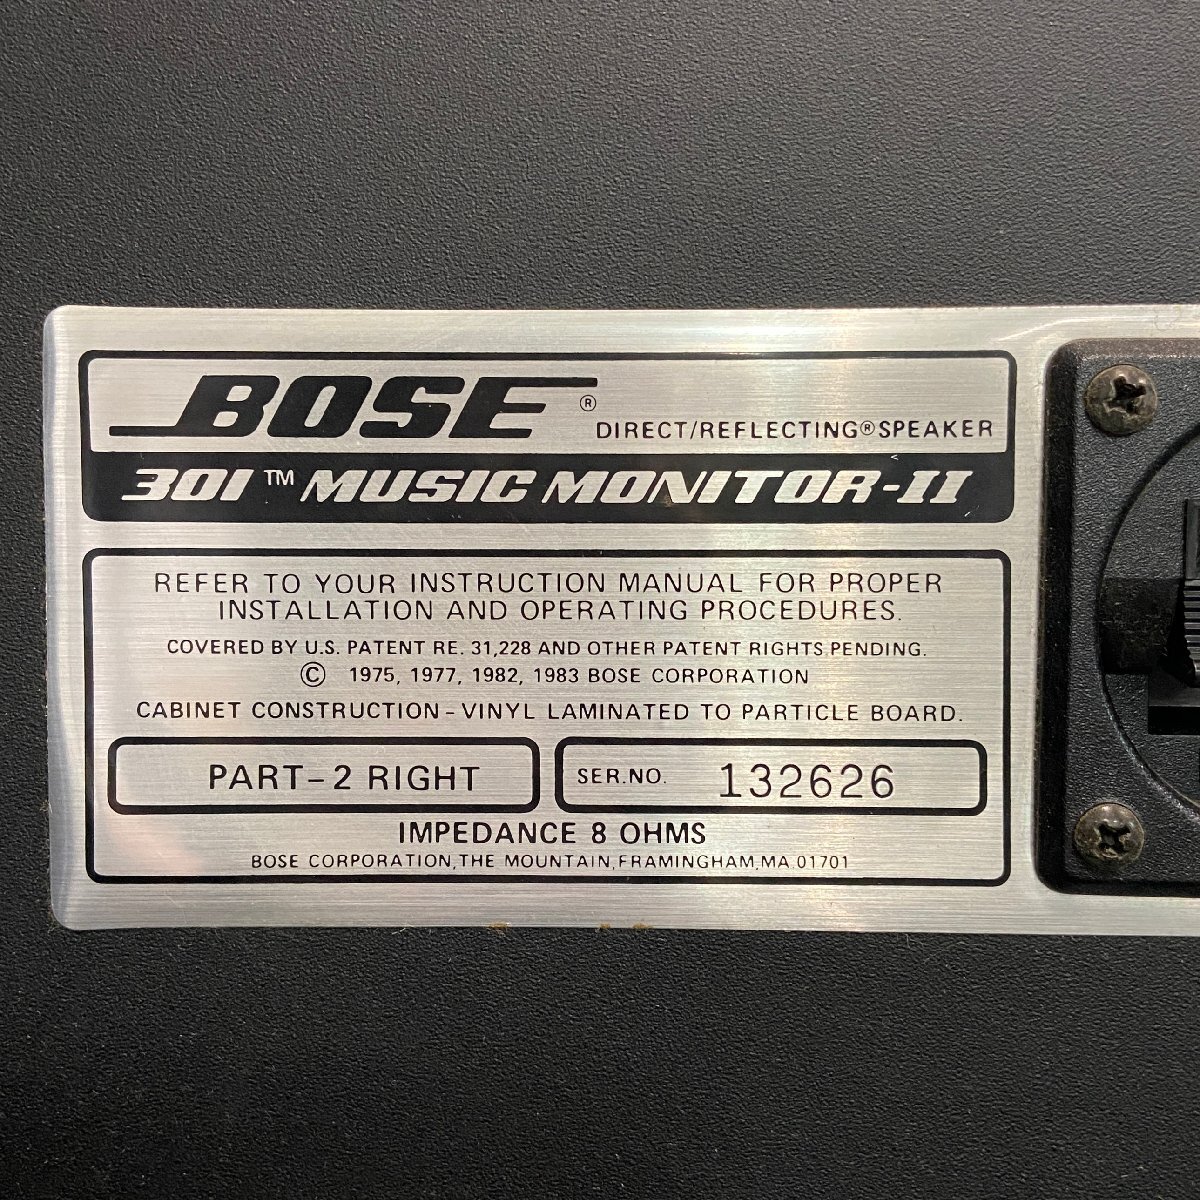 BOSE®
DIRECT/REFLECTING® SPEAKER
301™ MUSIC MONITOR-II
REFER TO YOUR INSTRUCTION MANUAL FOR PROPER
INSTALLATION AND OPERATING PROCEDURES.
COVERED BY U.S. PATENT RE. 31,228 AND OTHER PATENT RIGHTS PENDING.
© 1975, 1977, 1982, 1983 BOSE CORPORATION
CABINET CONSTRUCTION - VINYL LAMINATED TO PARTICLE BOARD.
PART-2 RIGHT
SER.NO. 132626
IMPEDANCE 8 OHMS
BOSE CORPORATION, THE MOUNTAIN, FRAMINGHAM, MA. 01701